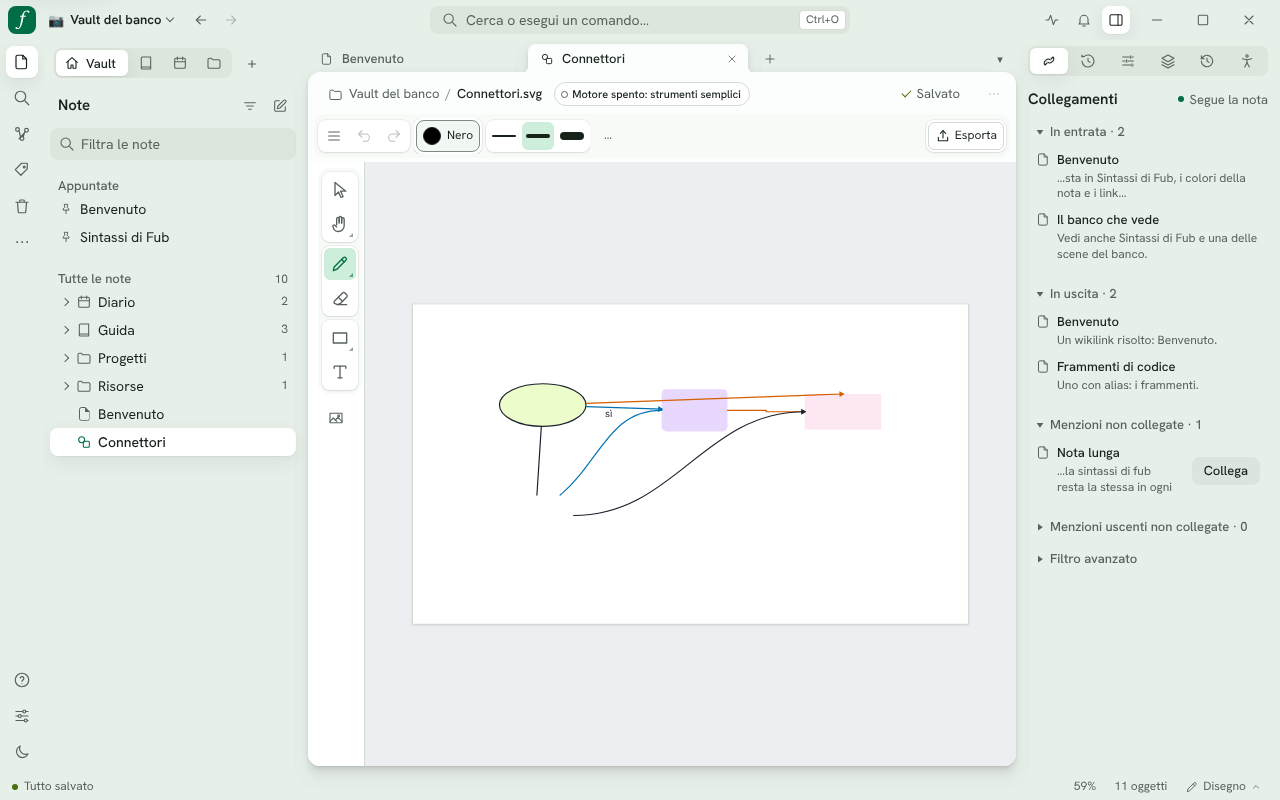 Vault del banco
Cerca o esegui un comando…
Ctrl+O
Vault
Note
Filtra le note
Appuntate
Benvenuto
Sintassi di Fub
Tutte le note 10
Diario 2
Guida 3
Progetti 1
Risorse 1
Benvenuto
Connettori
Tutto salvato
Benvenuto
Connettori
Vault del banco / Connettori.svg
Motore spento: strumenti semplici
Salvato
Nero
Esporta
sì
Collegamenti
Segue la nota
In entrata · 2
Benvenuto
…sta in Sintassi di Fub, i colori della
nota e i link…
Il banco che vede
Vedi anche Sintassi di Fub e una delle
scene del banco.
In uscita · 2
Benvenuto
Un wikilink risolto: Benvenuto.
Frammenti di codice
Uno con alias: i frammenti.
Menzioni non collegate · 1
Nota lunga
…la sintassi di fub
resta la stessa in ogni
Collega
Menzioni uscenti non collegate · 0
Filtro avanzato
59%
11 oggetti
Disegno